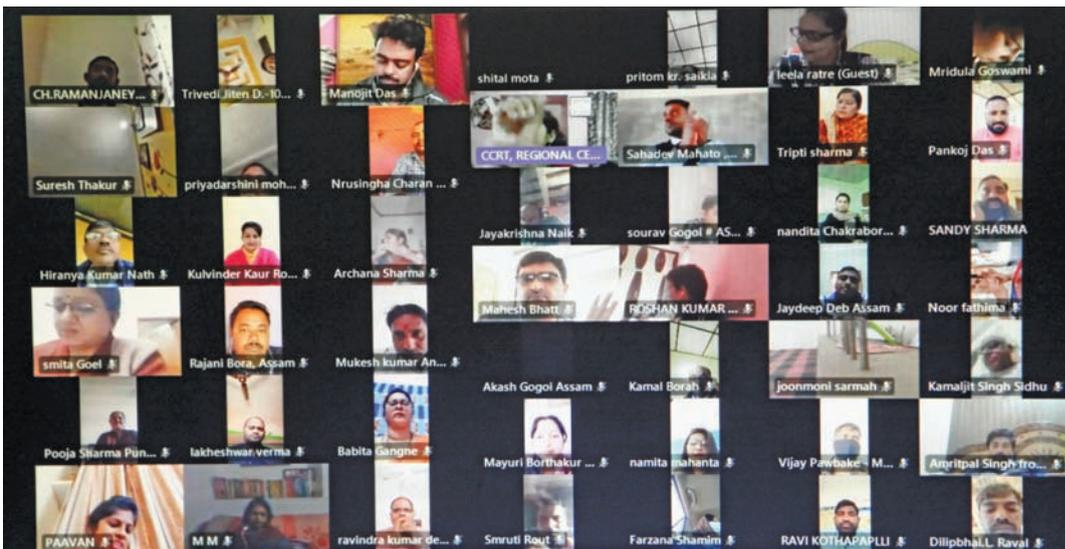 CH.RAMANJANEY...
Trivedi Jiten D.-10...
Manojit Das
shital mota
pritom kr. saikia
leela ratre (Guest)
Mridula Goswami
Suresh Thakur
priyadarshini moh...
Nrusingha Charan ...
CCRT, REGIONAL CE...
Sahadev Mahato ,...
Tripti sharma
Pankoj Das
Hiranya Kumar Nath
Kulvinder Kaur Ro...
Archana Sharma
Jayakrishna Naik
sourav Gogoi # AS...
nandita Chakrabor...
SANDY SHARMA
smita Goel
Rajani Bora, Assam
Mukesh kumar An...
Mahesh Bhatt
ROSHAN KUMAR ...
Jaydeep Deb Assam
Noor fathima
Pooja Sharma Pun...
lakheshwar verma
Babita Gangne
Akash Gogoi Assam
Kamal Borah
joonmoni sarmah
Kamaljit Singh Sidhu
PAAVAN
M M
ravindra kumar de...
Mayuri Borthakur ...
namita mahanta
Vijay Pawbake - M...
Amritpal Singh fro...
Smruti Rout
Farzana Shamim
RAVI KOTHAPAPLLI
Dilipbhai.L. Raval